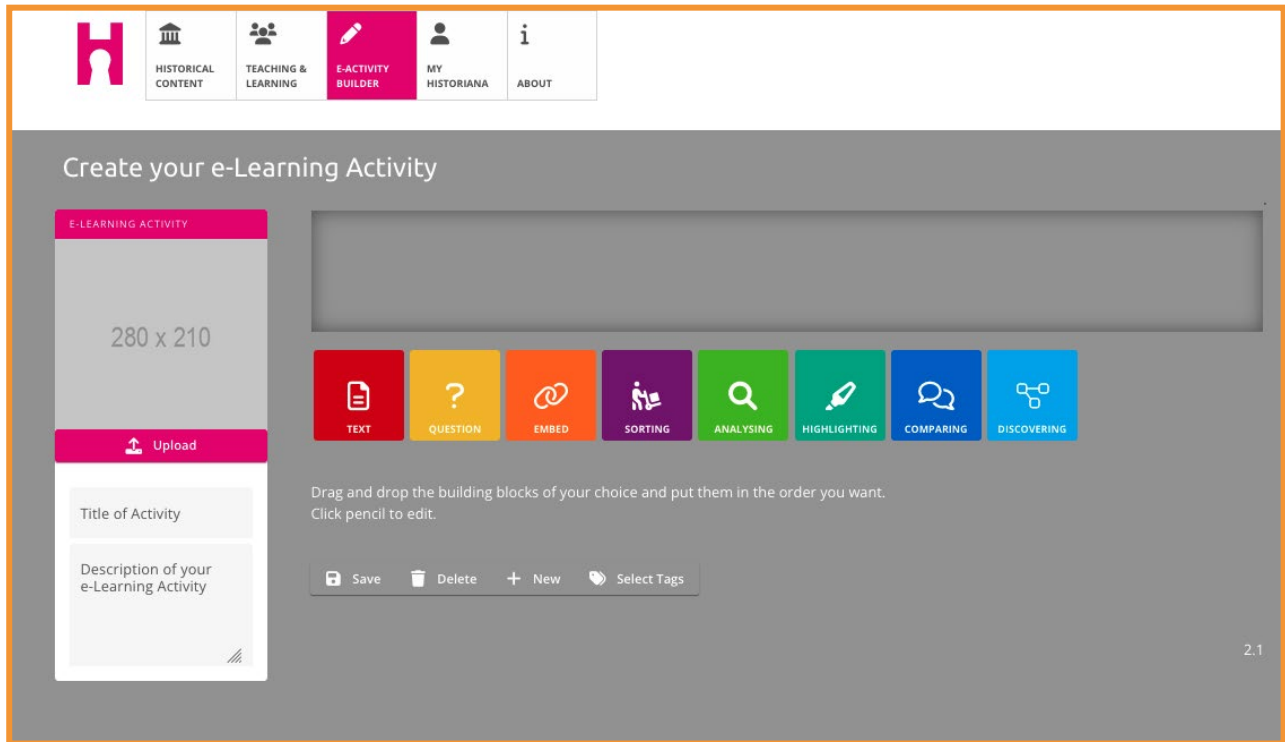 HISTORICAL
CONTENT
TEACHING &
LEARNING
E-ACTIVITY
BUILDER
MY
HISTORIANA
ABOUT
Create your e-Learning Activity
E-LEARNING ACTIVITY
280 x 210
Upload
Title of Activity
Description of your
e-Learning Activity
TEXT
QUESTION
EMBED
SORTING
ANALYSING
HIGHLIGHTING
COMPARING
DISCOVERING
Drag and drop the building blocks of your choice and put them in the order you want.
Click pencil to edit.
Save Delete New Select Tags
2.1